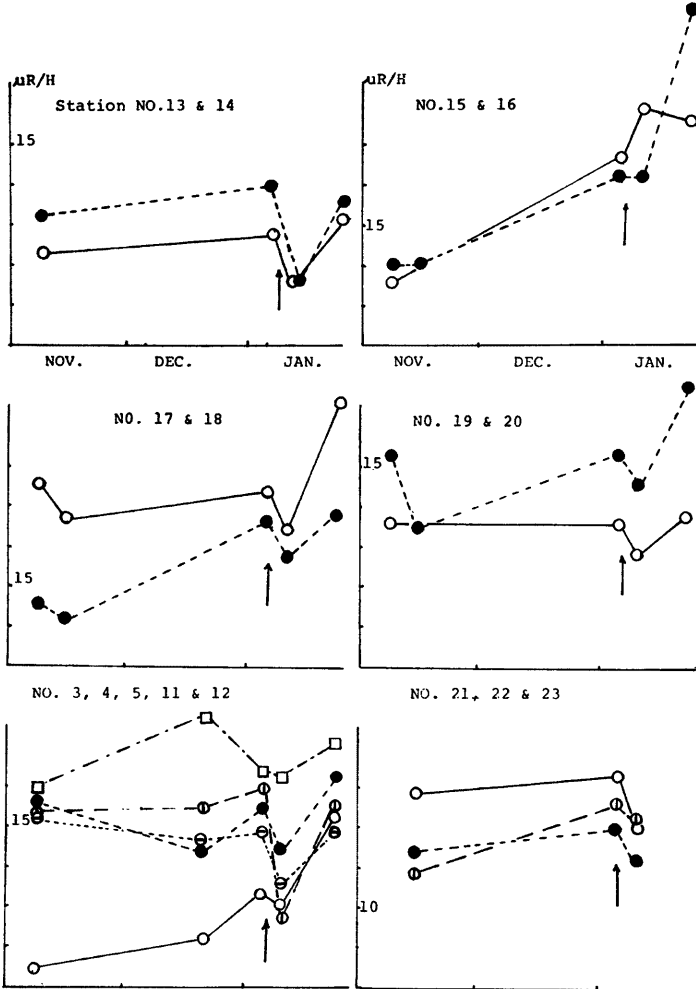 μR/H
Station NO.13 & 14
15
NOV. DEC. JAN.
μR/H
NO.15 & 16
15
NOV. DEC. JAN.
NO. 17 & 18
15
NO. 19 & 20
15
NO. 3, 4, 5, 11 & 12
15
NO. 21, 22 & 23
10